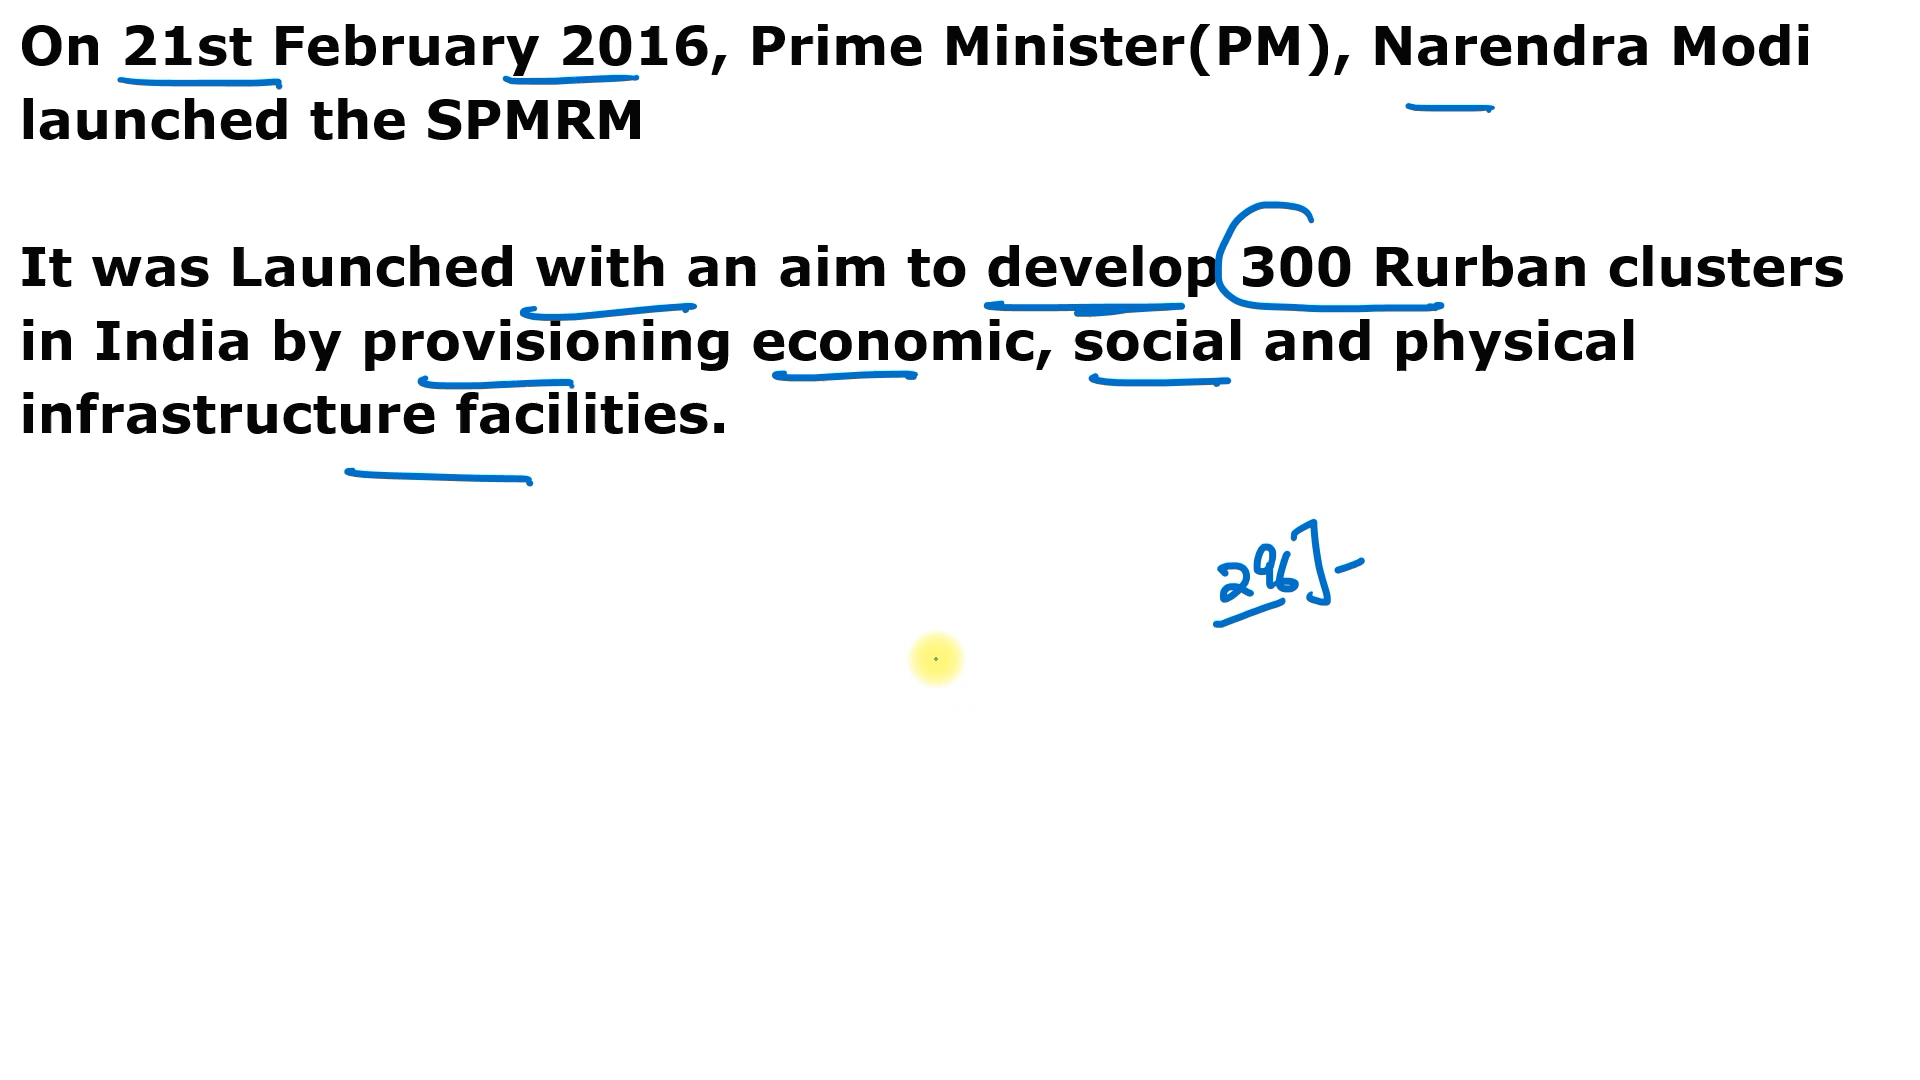 On 21st February 2016, Prime Minister(PM), Narendra Modi
launched the SPMRM
It was Launched with an aim to develop 300 Rurban clusters
in India by provisioning economic, social and physical
infrastructure facilities.
296] -